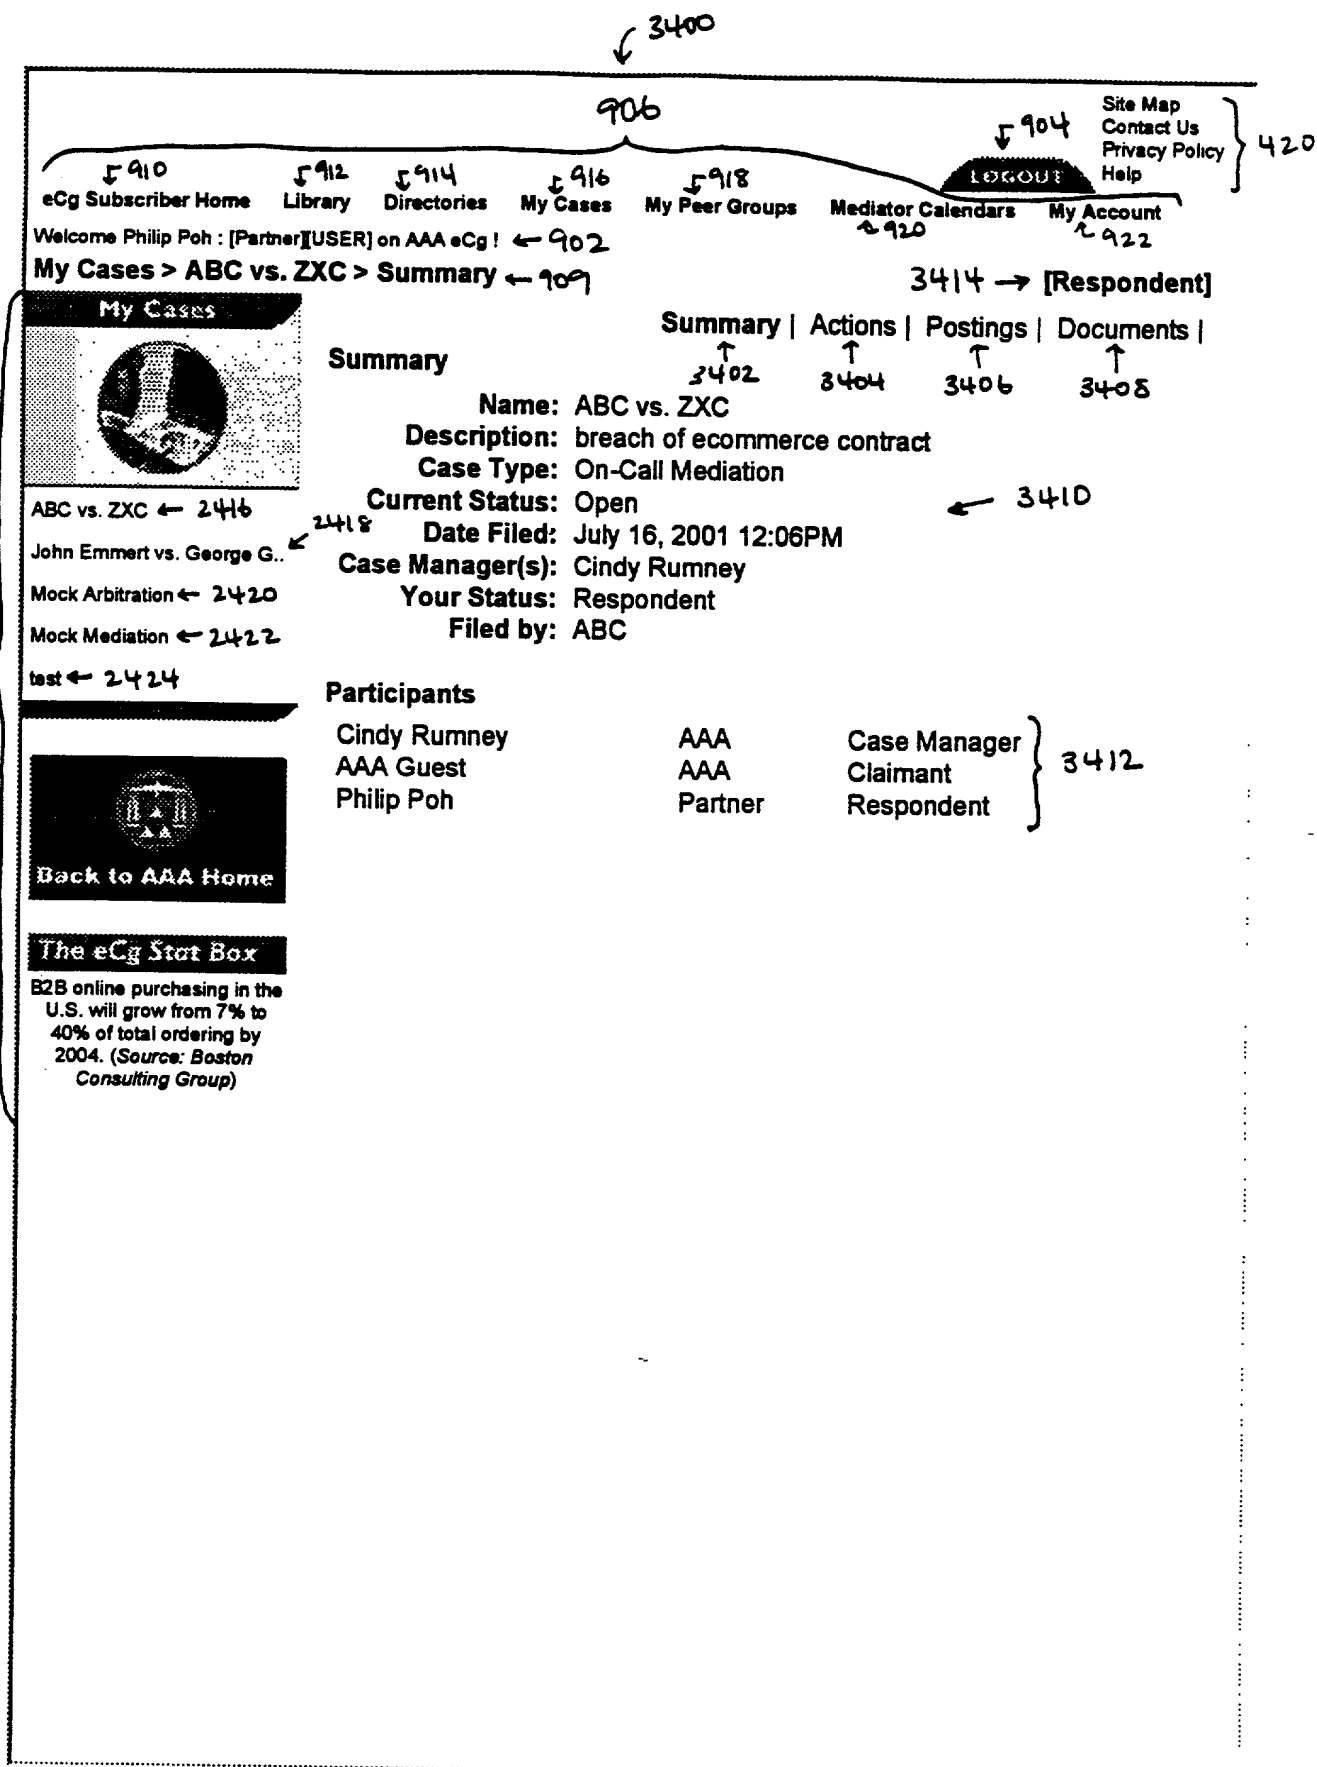 3400
906
904
Site Map
Contact Us
Privacy Policy
Help
420
LOGOUT
910 912 914 916 918
eCg Subscriber Home Library Directories My Cases My Peer Groups Mediator Calendars My Account
920 922
Welcome Philip Poh : [Partner][USER] on AAA eCg ! ← 902
My Cases > ABC vs. ZXC > Summary ← 909
3414 → [Respondent]
My Cases
Summary | Actions | Postings | Documents |
3402 3404 3406 3408
Summary
Name: ABC vs. ZXC
Description: breach of ecommerce contract
Case Type: On-Call Mediation
Current Status: Open
← 3410
Date Filed: July 16, 2001 12:06PM
Case Manager(s): Cindy Rumney
Your Status: Respondent
Filed by: ABC
ABC vs. ZXC ← 2416
John Emmert vs. George G.. 2418
Mock Arbitration ← 2420
Mock Mediation ← 2422
test ← 2424
Participants
Cindy Rumney AAA Case Manager
AAA Guest AAA Claimant
Philip Poh Partner Respondent
3412
Back to AAA Home
The eCg Stat Box
B2B online purchasing in the
U.S. will grow from 7% to
40% of total ordering by
2004. (Source: Boston
Consulting Group)